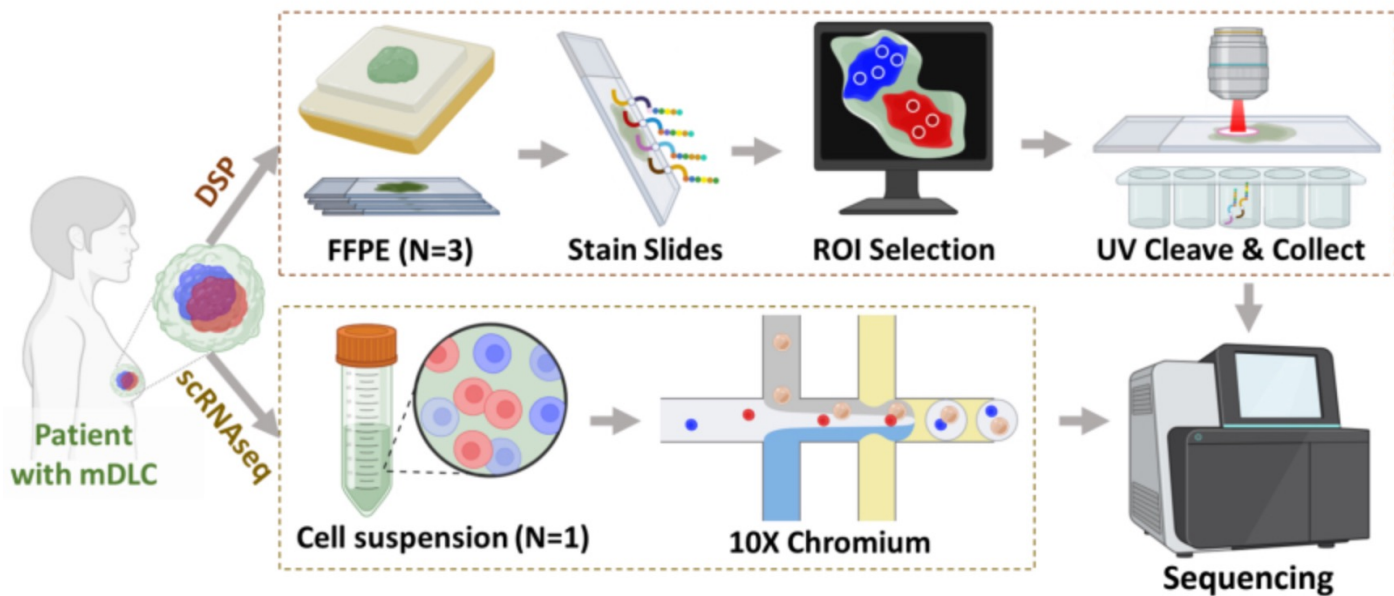 DSP
FFPE (N=3)
Stain Slides
ROI Selection
UV Cleave & Collect
Patient
with mDLC
scRNAseq
Cell suspension (N=1)
10X Chromium
Sequencing